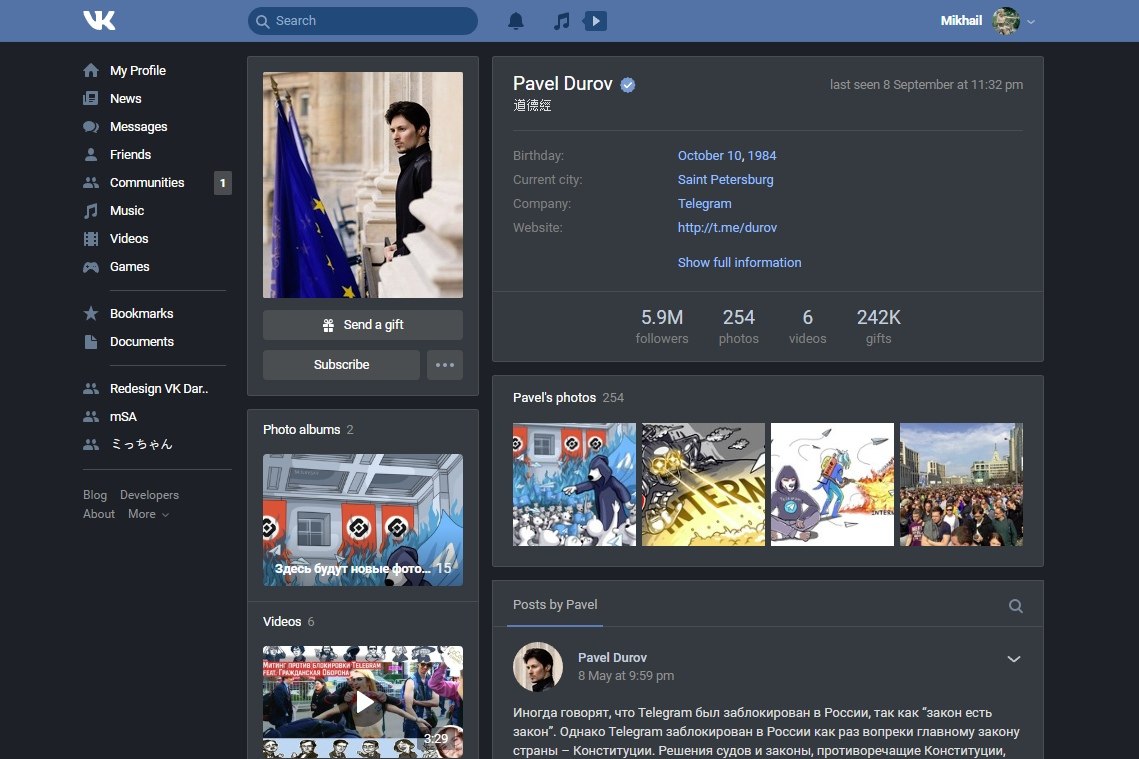 VK
Search
Mikhail
My Profile
News
Messages
Friends
Communities 1
Music
Videos
Games
Bookmarks
Documents
Redesign VK Dar..
mSA
ミっちゃん
Blog Developers
About More
Send a gift
Subscribe
Photo albums 2
Здесь будут новые фото... 15
Videos 6
Митинг против блокировки Telegram
feat. Гражданская Оборона
3:29
Pavel Durov
last seen 8 September at 11:32 pm
道德經
Birthday: October 10, 1984
Current city: Saint Petersburg
Company: Telegram
Website: http://t.me/durov
Show full information
5.9M 254 6 242K
followers photos videos gifts
Pavel's photos 254
INTERN
INTERN
Posts by Pavel
Pavel Durov
8 May at 9:59 pm
Иногда говорят, что Telegram был заблокирован в России, так как “закон есть
закон”. Однако Telegram заблокирован в России как раз вопреки главному закону
страны – Конституции. Решения судов и законы, противоречащие Конституции,